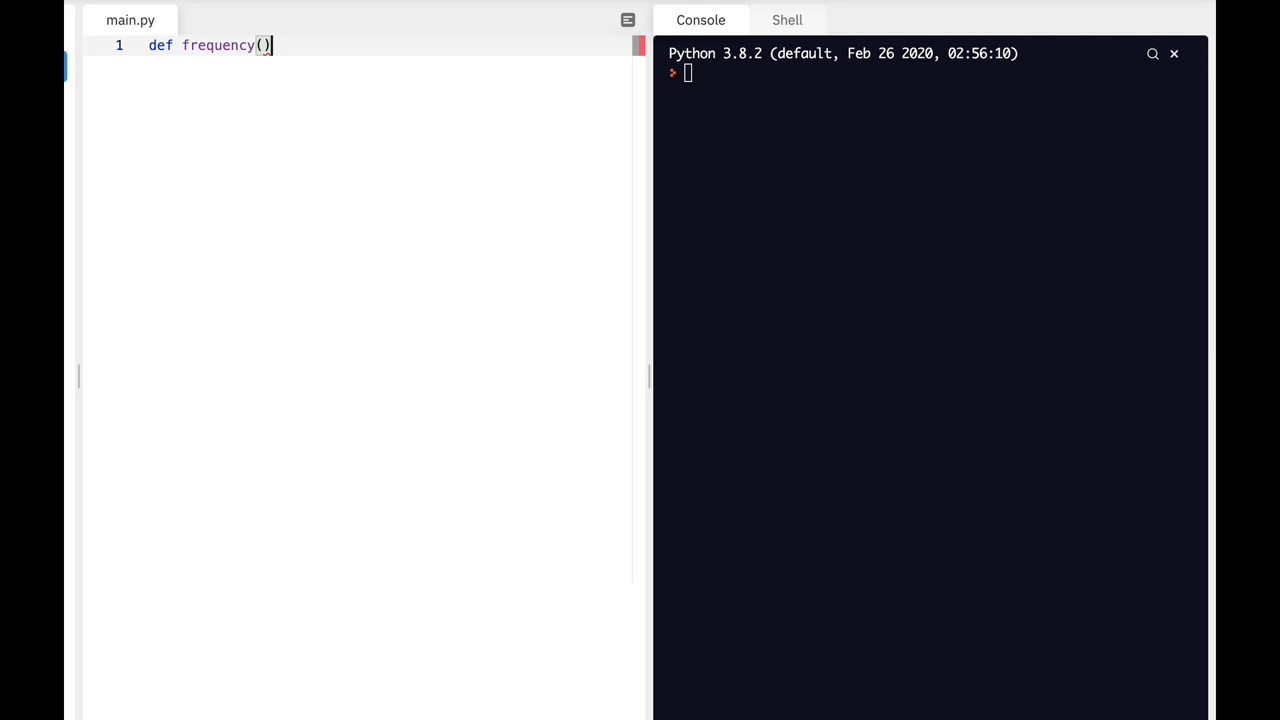 main.py
1 def frequency()
Console Shell
Python 3.8.2 (default, Feb 26 2020, 02:56:10)